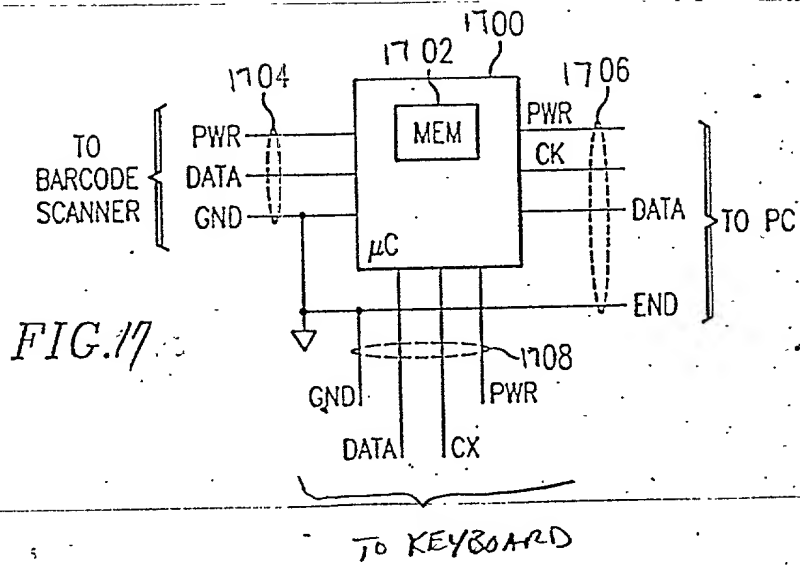 1700
1702
1704
1706
PWR
MEM
PWR
CK
TO
BARCODE
SCANNER
DATA
DATA
TO PC
GND
µC
END
FIG.17
1708
GND
PWR
DATA
CX
TO KEYBOARD
5